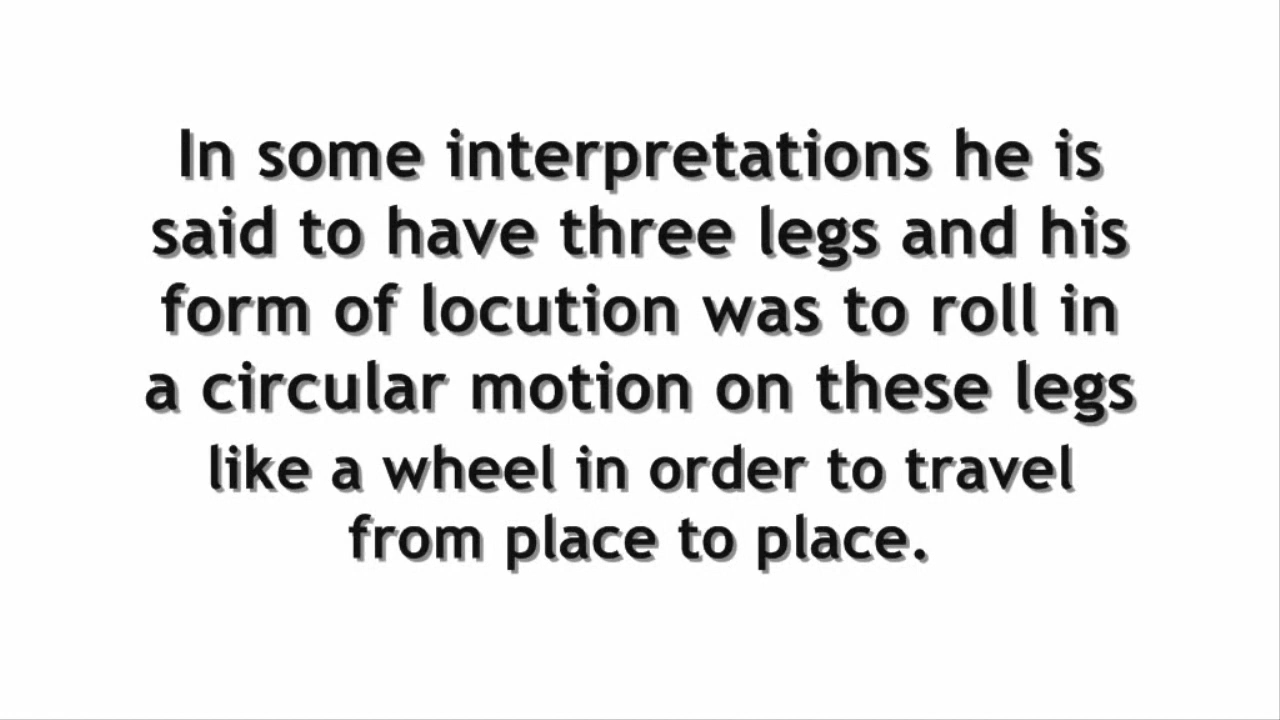 In some interpretations he is
said to have three legs and his
form of locution was to roll in
a circular motion on these legs
like a wheel in order to travel
from place to place.